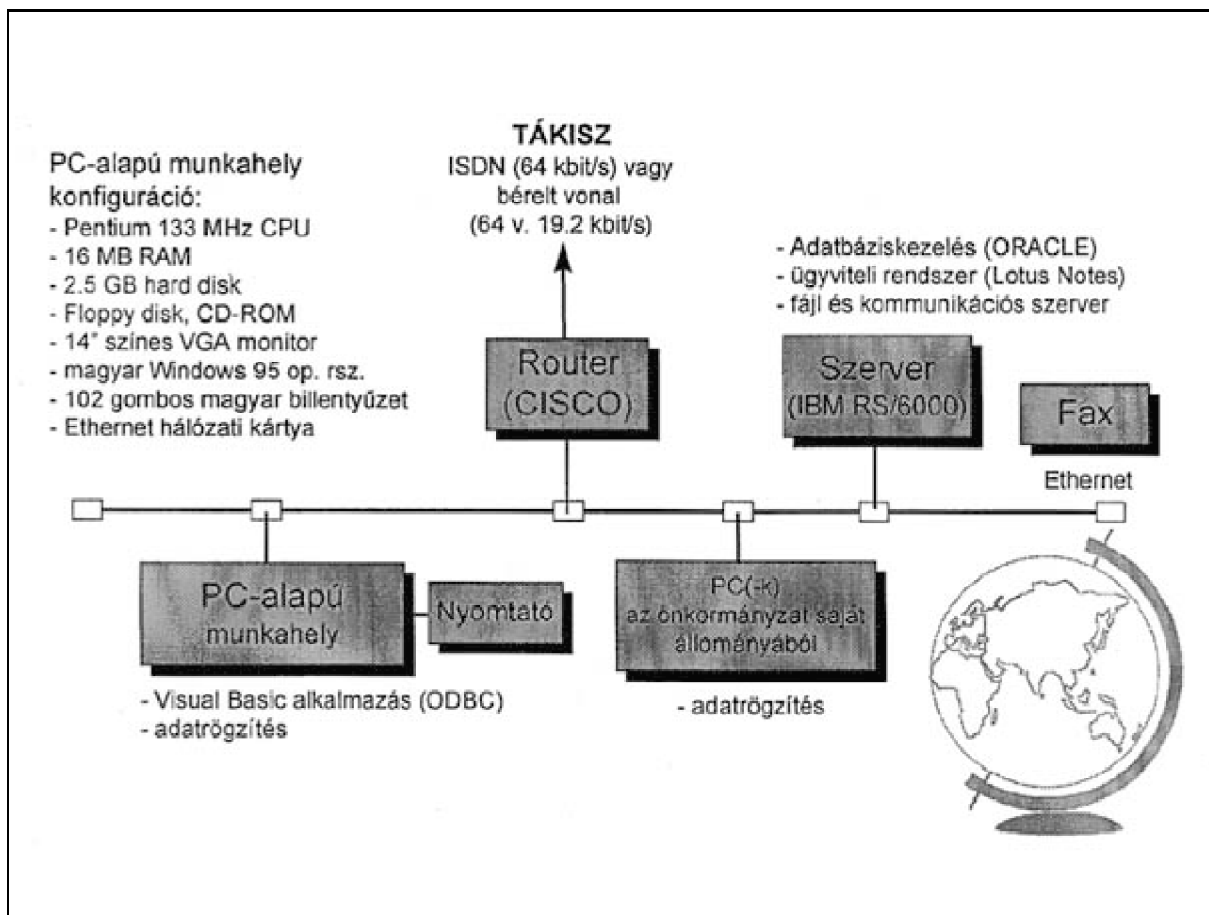 PC-alapú munkahely
konfiguráció:
- Pentium 133 MHz CPU
- 16 MB RAM
- 2.5 GB hard disk
- Floppy disk, CD-ROM
- 14" színes VGA monitor
- magyar Windows 95 op. rsz.
- 102 gombos magyar billentyűzet
- Ethernet hálózati kártya
TÁKISZ
ISDN (64 kbit/s) vagy
bérelt vonal
(64 v. 19.2 kbit/s)
- Adatbáziskezelés (ORACLE)
- ügyviteli rendszer (Lotus Notes)
- fájl és kommunikációs szerver
Router
(CISCO)
Szerver
(IBM RS/6000)
Fax
Ethernet
PC-alapú
munkahely
Nyomtató
PC(-k)
az önkormányzat saját
állományából
- Visual Basic alkalmazás (ODBC)
- adatrögzítés
- adatrögzítés